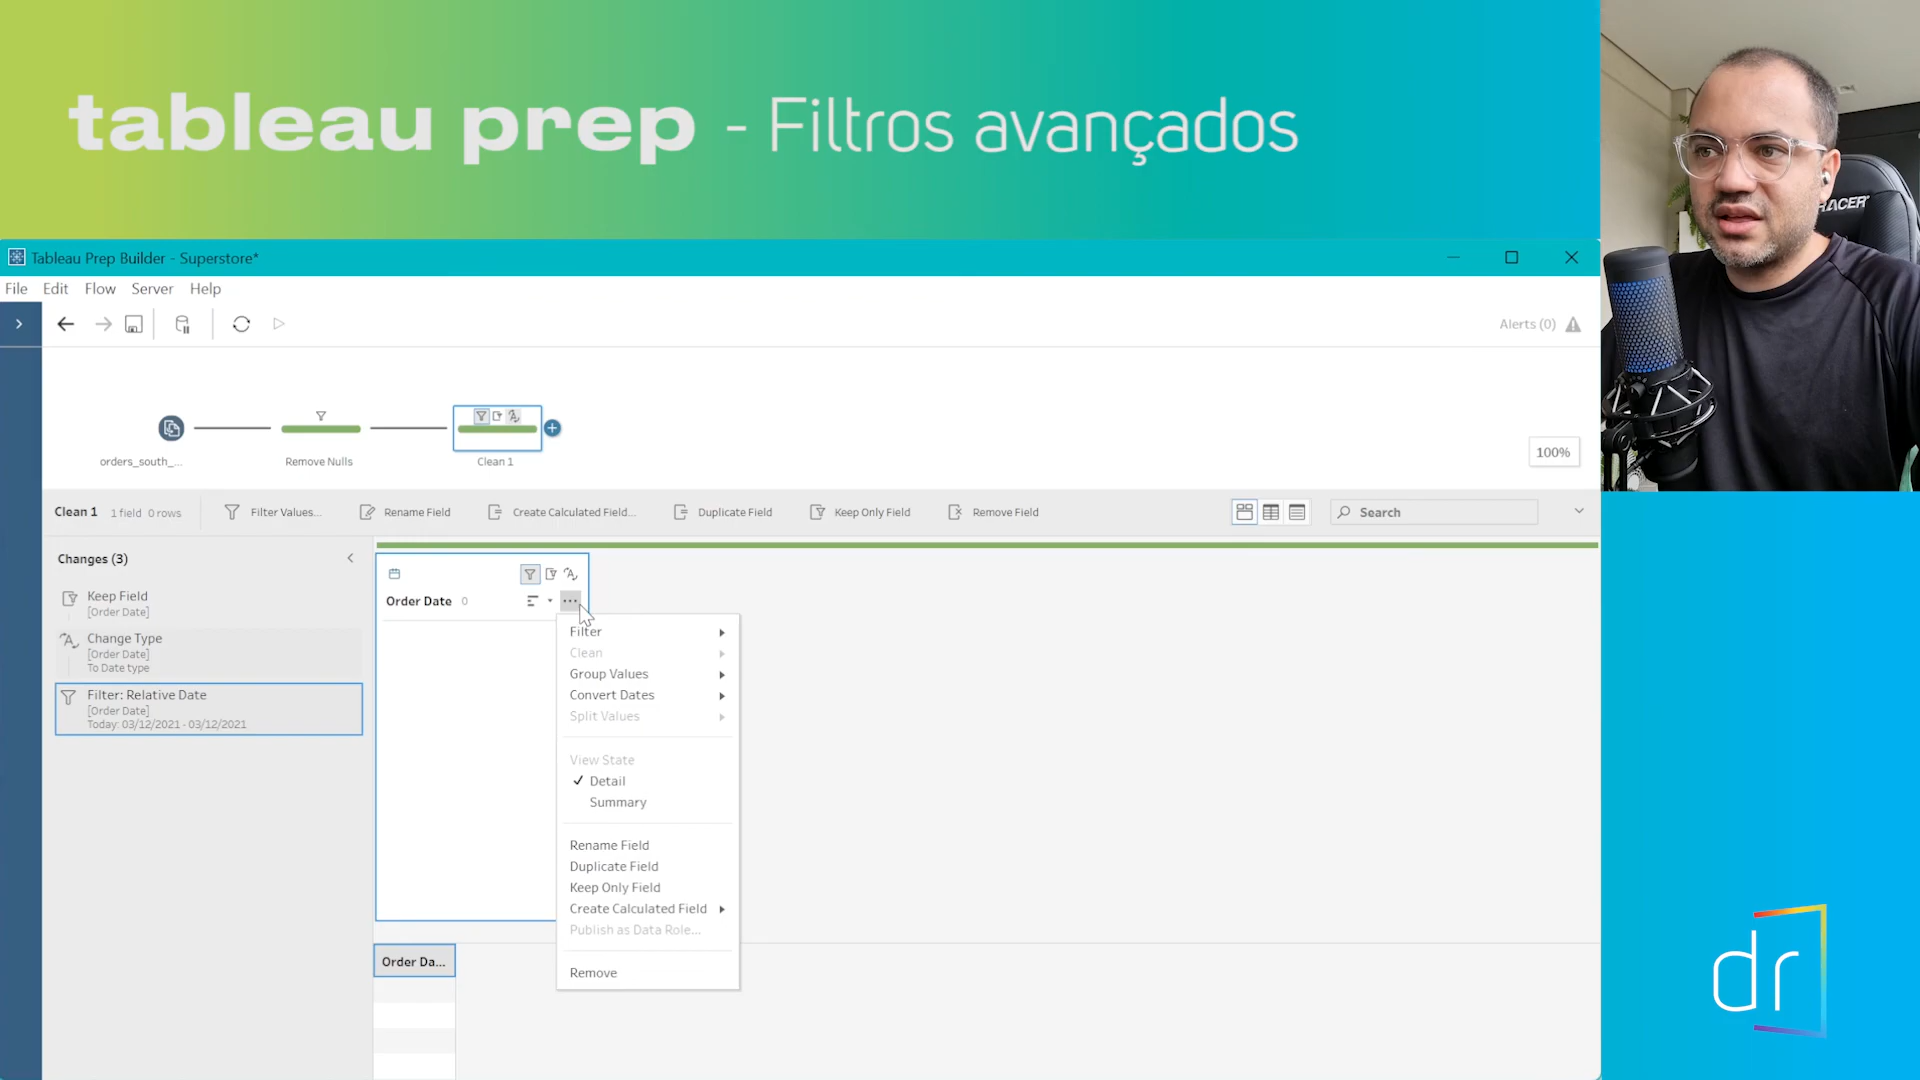 tableau prep - Filtros avançados
Tableau Prep Builder - Superstore*
File Edit Flow Server Help
Alerts (0)
orders_south_...
Remove Nulls
Clean 1
100%
Clean 1 1 field 0 rows Filter Values... Rename Field Create Calculated Field... Duplicate Field Keep Only Field Remove Field Search
Changes (3)
Keep Field
[Order Date]
Change Type
[Order Date]
To Date type
Filter: Relative Date
[Order Date]
Today: 03/12/2021 - 03/12/2021
Order Date 0
Filter
Clean
Group Values
Convert Dates
Split Values
View State
Detail
Summary
Rename Field
Duplicate Field
Keep Only Field
Create Calculated Field
Publish as Data Role...
Remove
Order Da...
RACER
dr